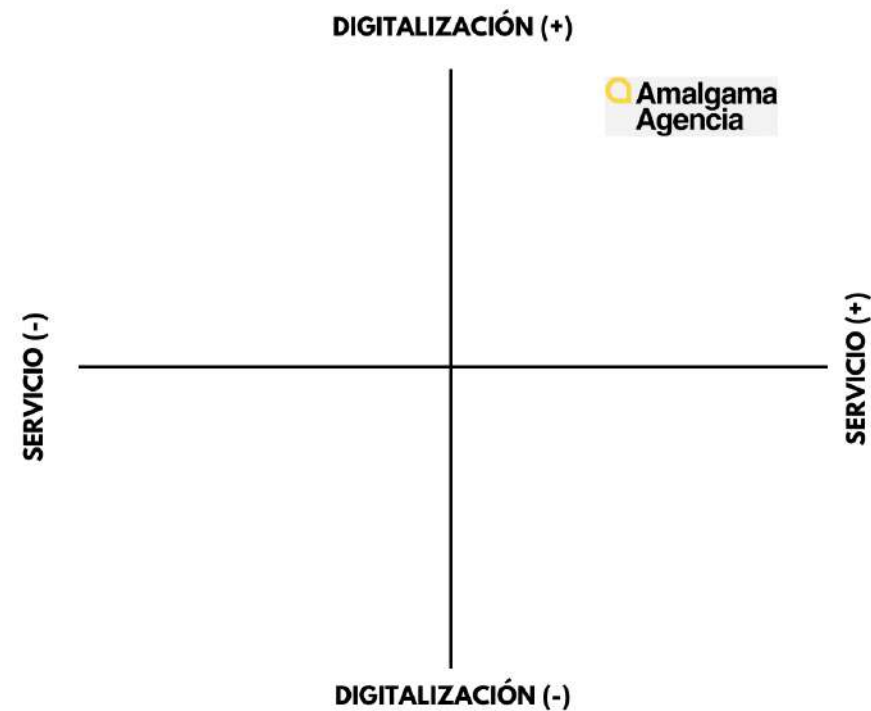 DIGITALIZACIÓN (+)
Amalgama
Agencia
SERVICIO (-)
SERVICIO (+)
DIGITALIZACIÓN (-)